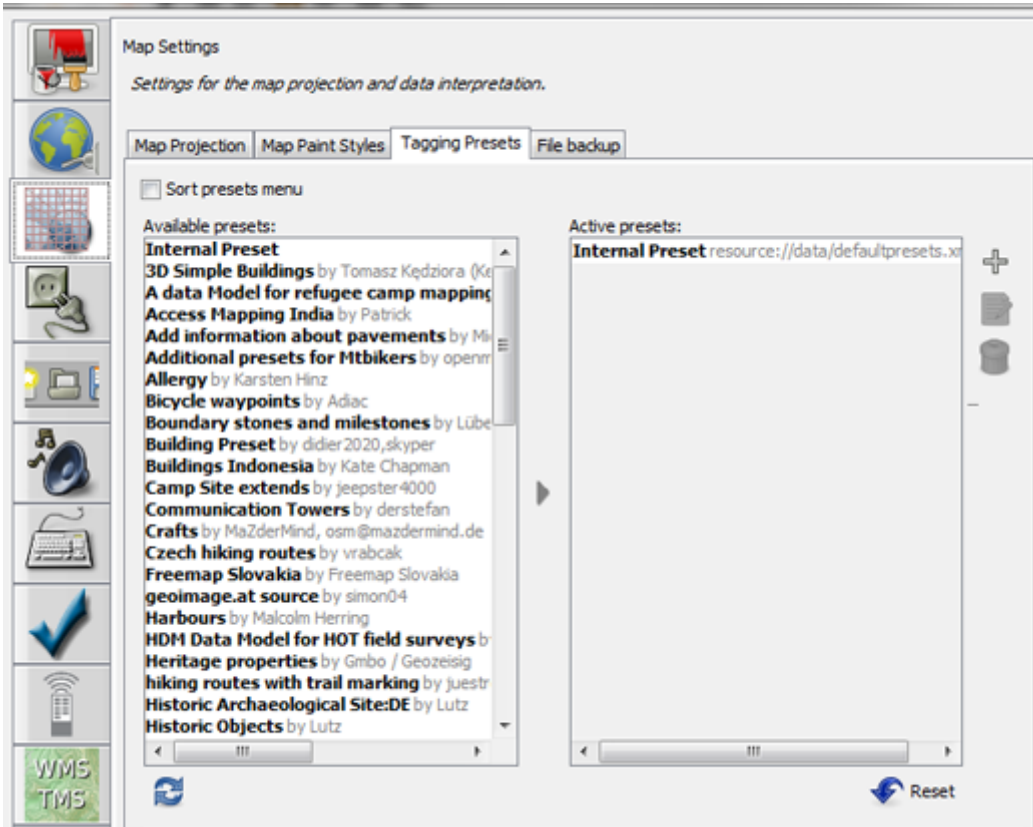 Map Settings
Settings for the map projection and data interpretation.
Map Projection Map Paint Styles Tagging Presets File backup
Sort presets menu
Available presets:
Internal Preset
3D Simple Buildings by Tomasz Kędziora (Ke
A data Model for refugee camp mapping
Access Mapping India by Patrick
Add information about pavements by Mi
Additional presets for Mtbikers by openm
Allergy by Karsten Hinz
Bicycle waypoints by Adiac
Boundary stones and milestones by Lübe
Building Preset by didier2020,skyper
Buildings Indonesia by Kate Chapman
Camp Site extends by jeepster4000
Communication Towers by derstefan
Crafts by MaZderMind, osm@mazdermind.de
Czech hiking routes by vrabcak
Freemap Slovakia by Freemap Slovakia
geoimage.at source by simon04
Harbours by Malcolm Herring
HDM Data Model for HOT field surveys b
Heritage properties by Gmbo / Geozeisig
hiking routes with trail marking by juestr
Historic Archaeological Site:DE by Lutz
Historic Objects by Lutz
Active presets:
Internal Preset resource://data/defaultpresets.xm
Reset
WMS
TMS